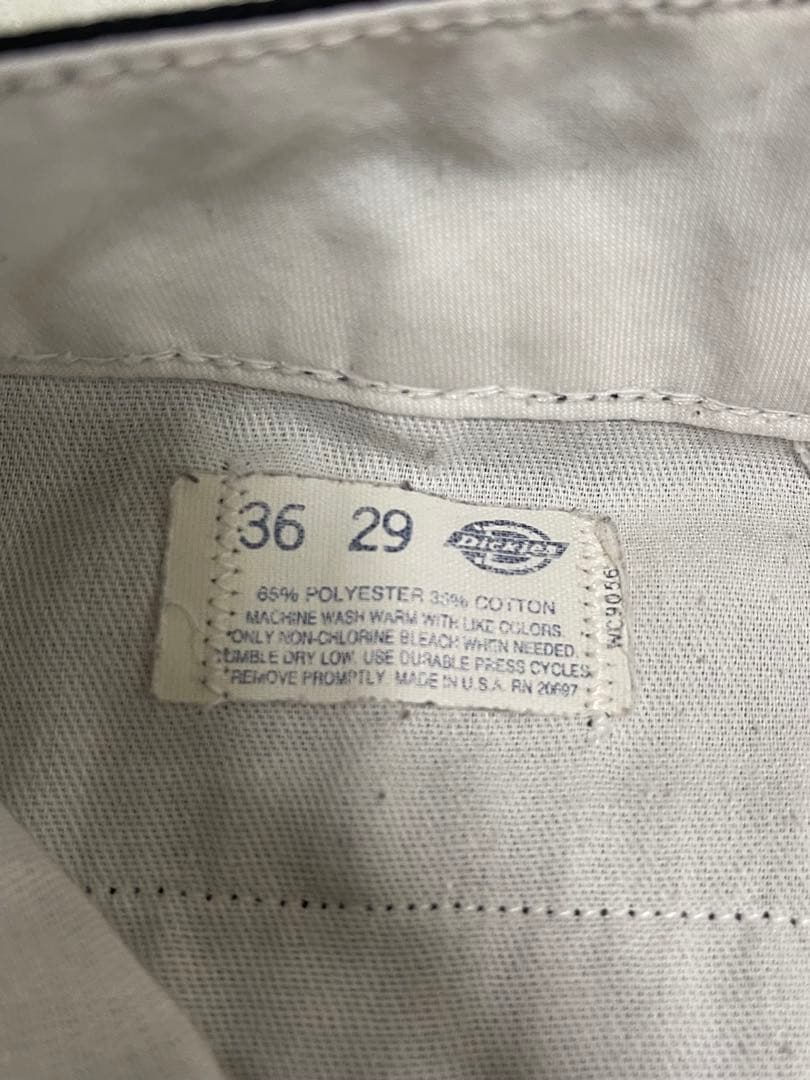 36 29 Dickies
65% POLYESTER 35% COTTON
MACHINE WASH WARM WITH LIKE COLORS.
ONLY NON-CHLORINE BLEACH WHEN NEEDED.
TUMBLE DRY LOW. USE DURABLE PRESS CYCLES.
REMOVE PROMPTLY. MADE IN U.S.A. RN 20697
WC9056